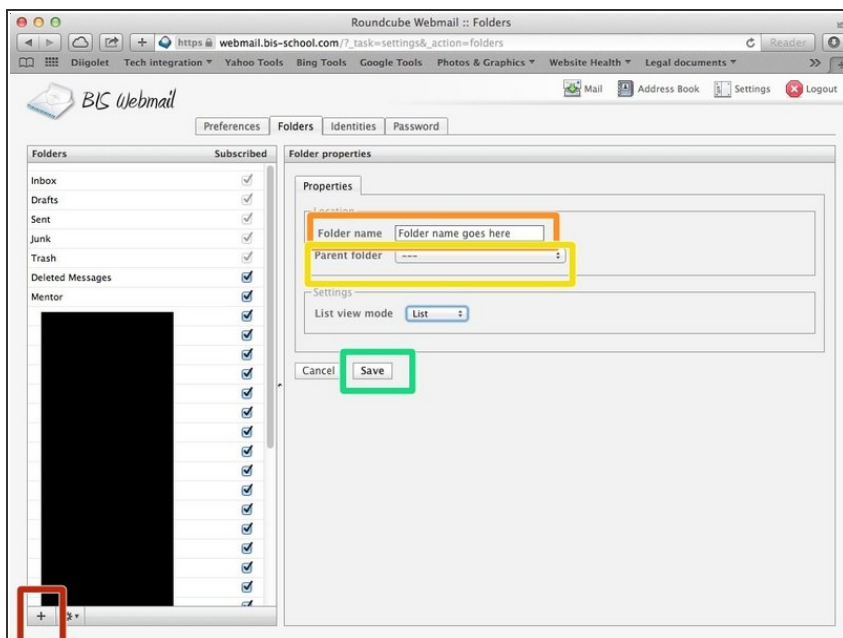 Roundcube Webmail :: Folders
https webmail.bis-school.com/?_task=settings&_action=folders
Reader
Diigolet Tech integration Yahoo Tools Bing Tools Google Tools Photos & Graphics Website Health Legal documents
BIS Webmail
Mail Address Book Settings Logout
Preferences Folders Identities Password
Folders Subscribed Folder properties
Inbox
Drafts
Sent
Junk
Trash
Deleted Messages
Mentor
Properties
Location
Folder name Folder name goes here
Parent folder ---
Settings
List view mode List
Cancel Save